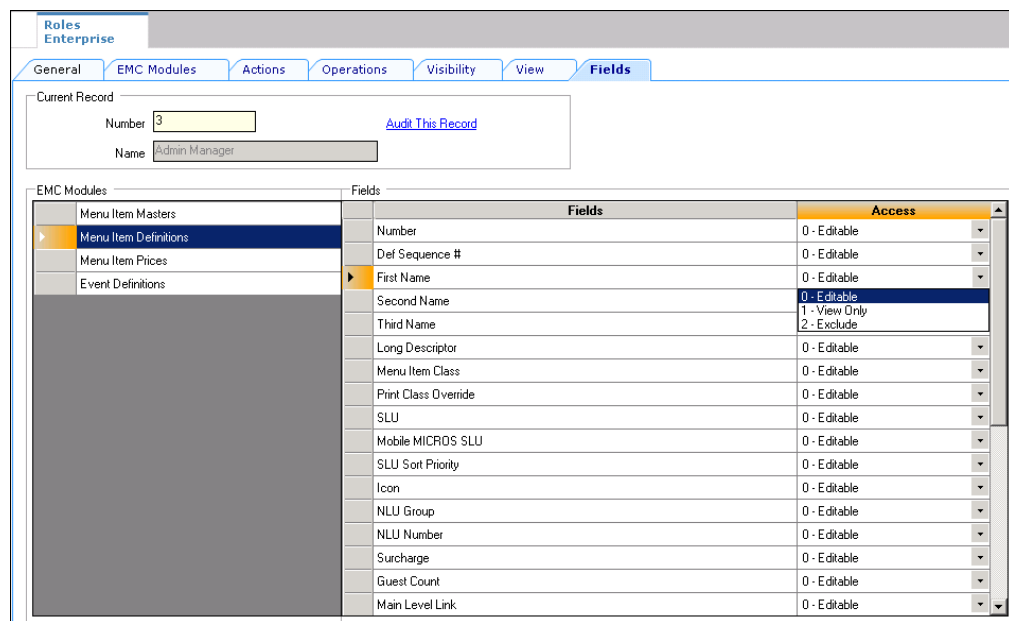 Roles
Enterprise
General EMC Modules Actions Operations Visibility View Fields
Current Record
Number 3 Audit This Record
Name Admin Manager
EMC Modules
Menu Item Masters
Menu Item Definitions
Menu Item Prices
Event Definitions
Fields
Fields Access
Number 0 - Editable
Def Sequence # 0 - Editable
First Name 0 - Editable
Second Name 0 - Editable
1 - View Only
Third Name 2 - Exclude
Long Descriptor 0 - Editable
Menu Item Class 0 - Editable
Print Class Override 0 - Editable
SLU 0 - Editable
Mobile MICROS SLU 0 - Editable
SLU Sort Priority 0 - Editable
Icon 0 - Editable
NLU Group 0 - Editable
NLU Number 0 - Editable
Surcharge 0 - Editable
Guest Count 0 - Editable
Main Level Link 0 - Editable